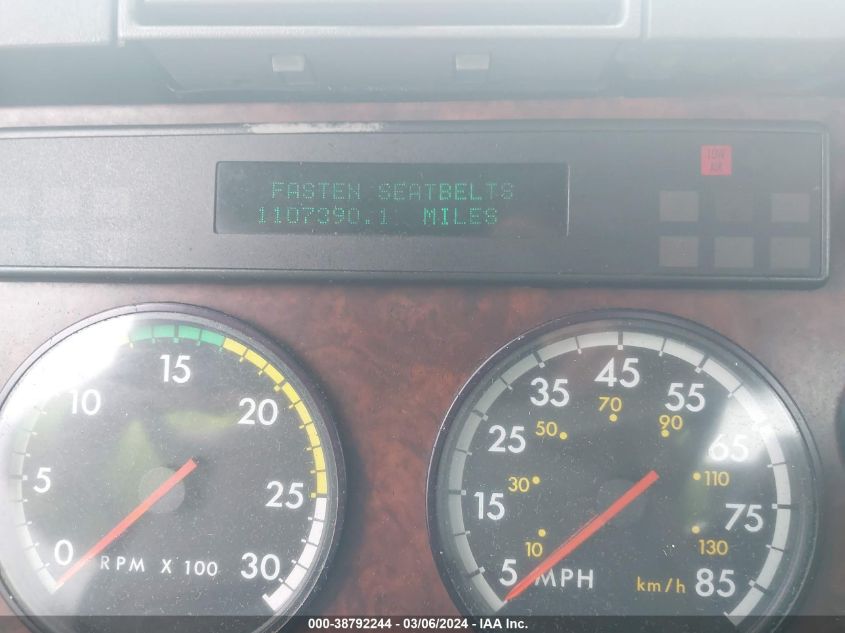 LOW
AIR
FASTEN SEATBELTS
1107390.1 MILES
0 5 10 15 20 25 30
RPM X 100
5 15 25 35 45 55 65 75 85
MPH
10 30 50 70 90 110 130
km/h
000-38792244 - 03/06/2024 - IAA Inc.